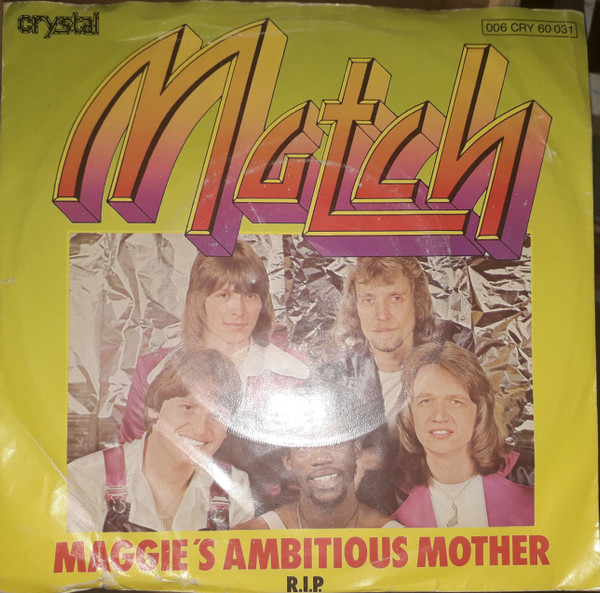 crystal
006 CRY 60 031
Match
MAGGIE´S AMBITIOUS MOTHER
R.I.P.